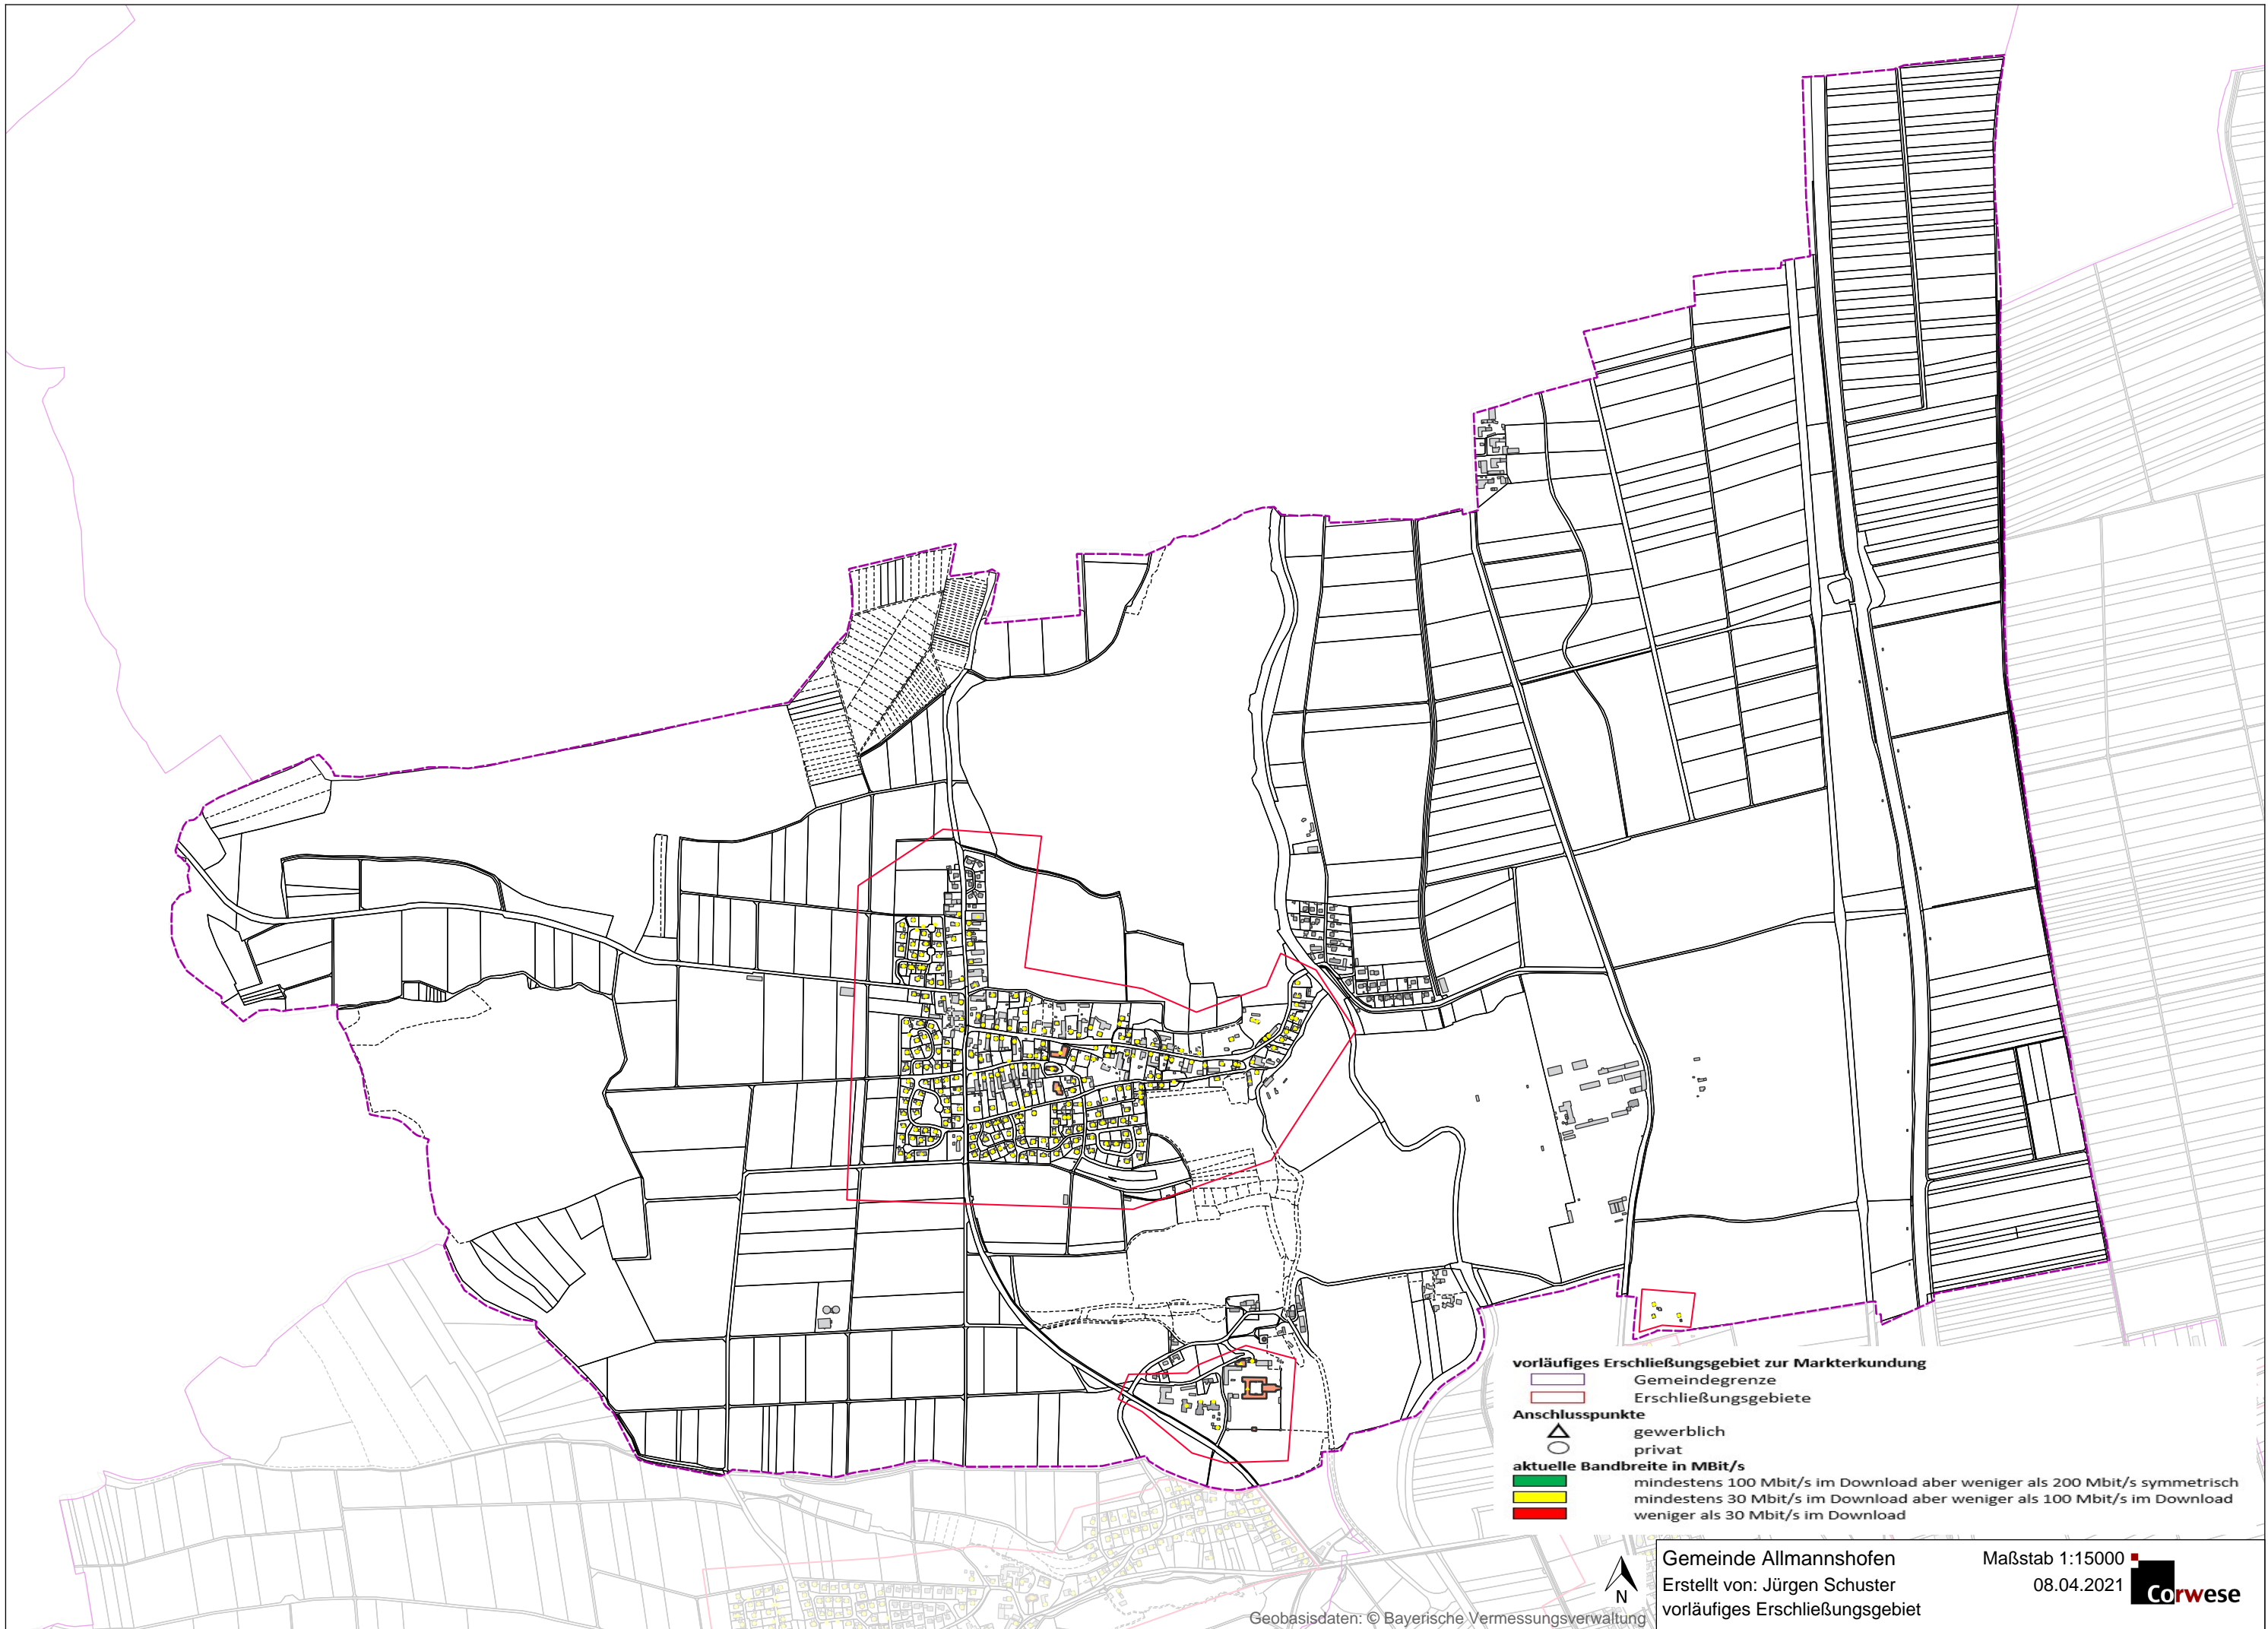 vorläufiges Erschließungsgebiet zur Markterkundung
Gemeindegrenze
Erschließungsgebiete
Anschlusspunkte
gewerblich
privat
aktuelle Bandbreite in MBit/s
mindestens 100 Mbit/s im Download aber weniger als 200 Mbit/s symmetrisch
mindestens 30 Mbit/s im Download aber weniger als 100 Mbit/s im Download
weniger als 30 Mbit/s im Download
N
Geobasisdaten: © Bayerische Vermessungsverwaltung
Gemeinde Allmannshofen
Erstellt von: Jürgen Schuster
vorläufiges Erschließungsgebiet
Maßstab 1:15000
08.04.2021
Corwese